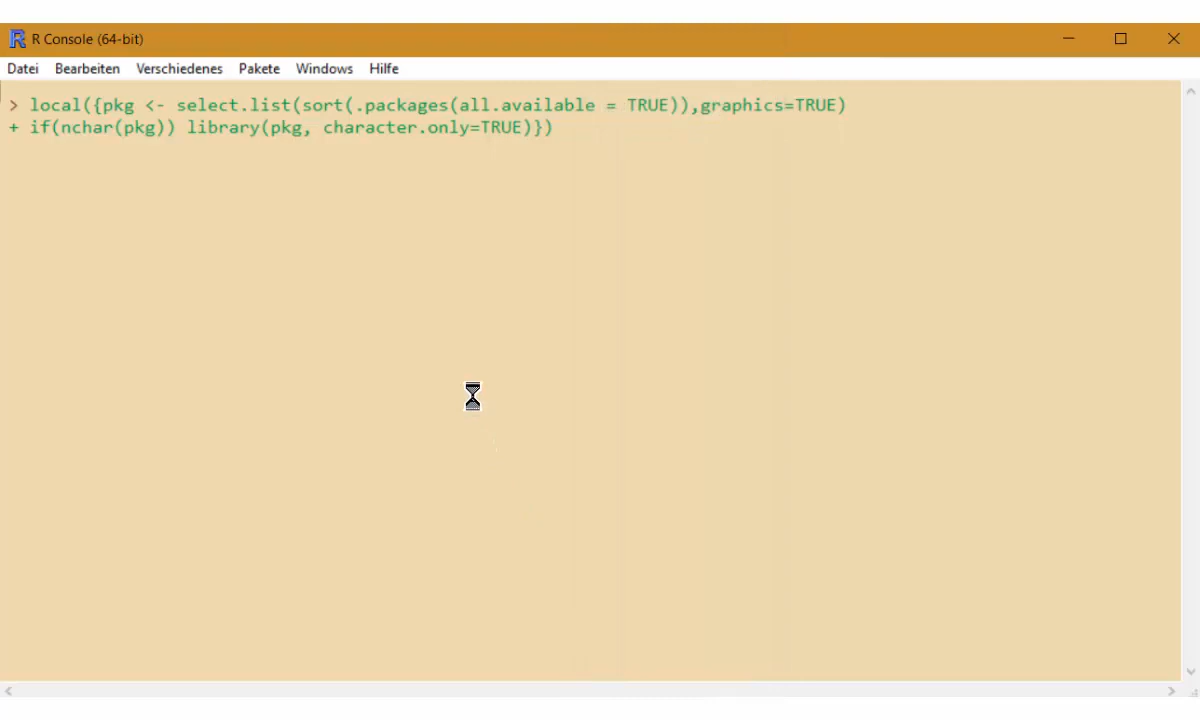 R Console (64-bit)
Datei Bearbeiten Verschiedenes Pakete Windows Hilfe
> local({pkg <- select.list(sort(.packages(all.available = TRUE)),graphics=TRUE)
+ if(nchar(pkg)) library(pkg, character.only=TRUE)})